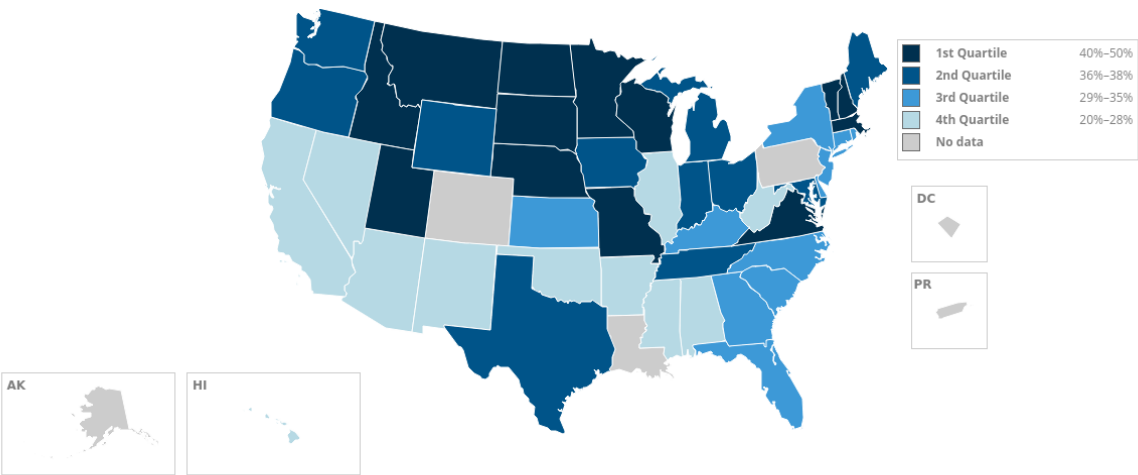 1st Quartile 40%–50%
2nd Quartile 36%–38%
3rd Quartile 29%–35%
4th Quartile 20%–28%
No data
DC
PR
AK
HI